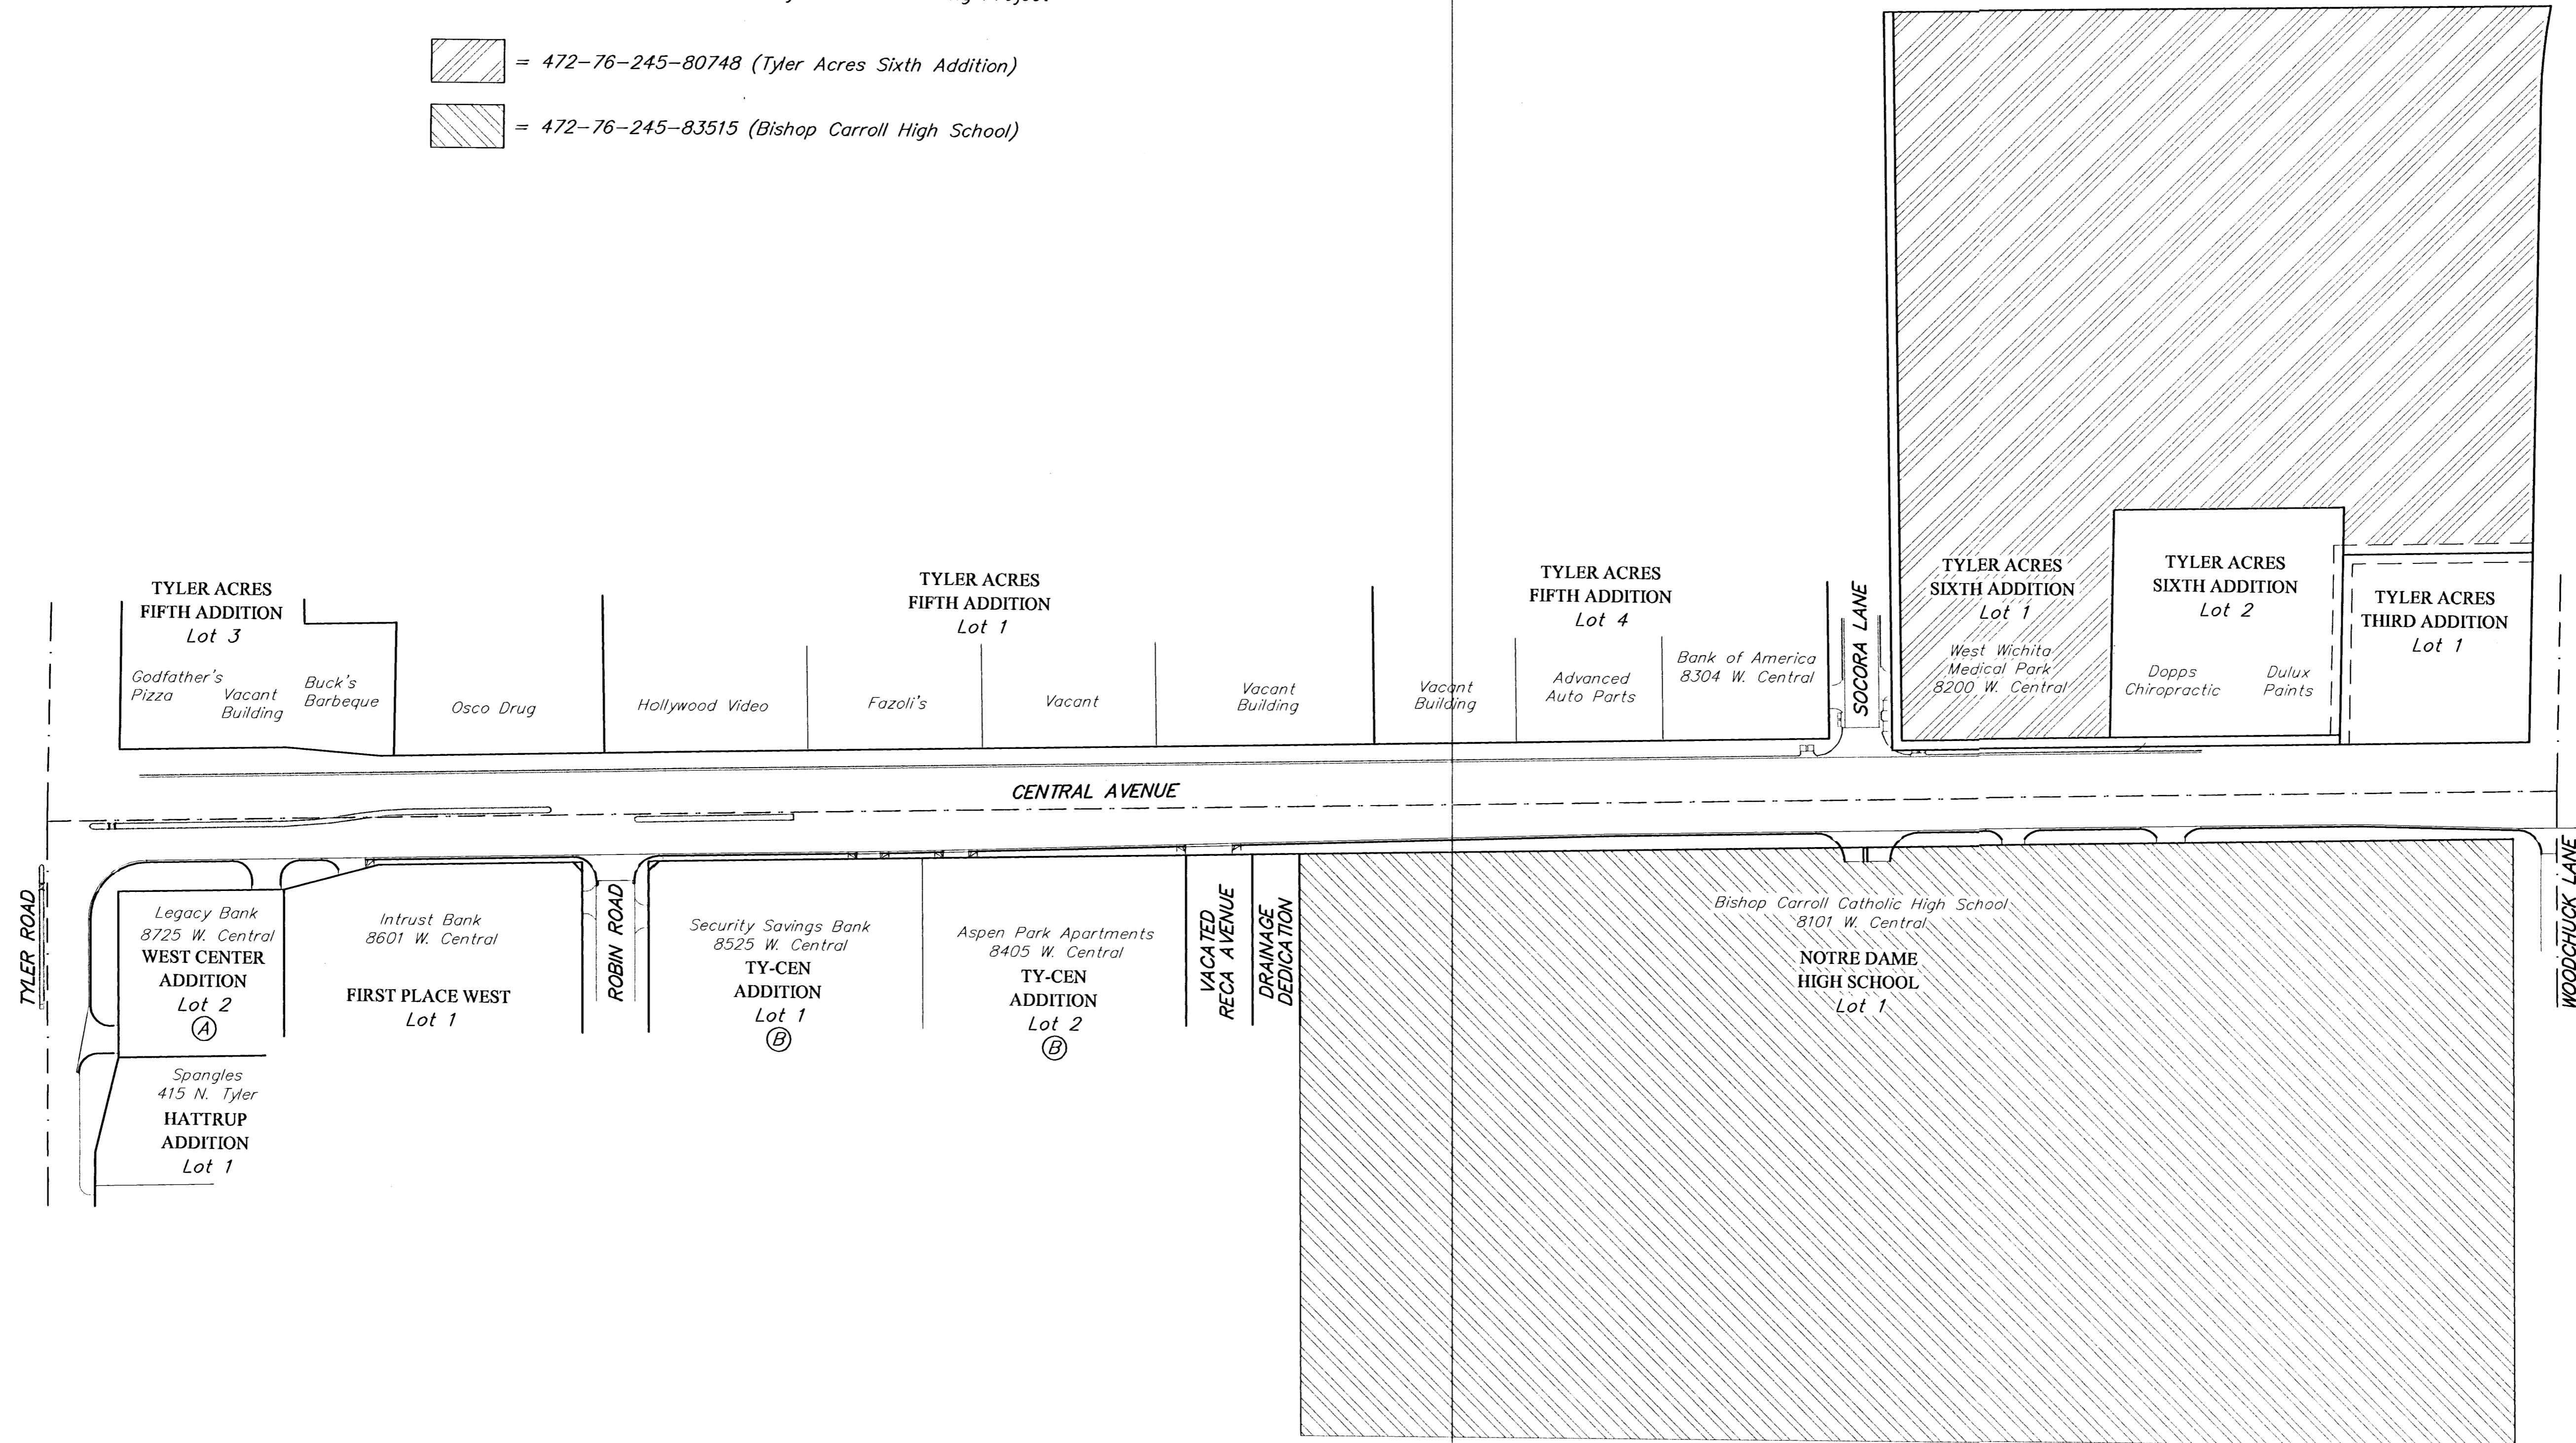 = 472-76-245-80748 (Tyler Acres Sixth Addition)
= 472-76-245-83515 (Bishop Carroll High School)
TYLER ACRES
FIFTH ADDITION
Lot 3
Godfather's
Pizza
Vacant
Building
Buck's
Barbeque
Osco Drug
TYLER ACRES
FIFTH ADDITION
Lot 1
Hollywood Video
Fazoli's
Vacant
Vacant
Building
TYLER ACRES
FIFTH ADDITION
Lot 4
Vacant
Building
Advanced
Auto Parts
Bank of America
8304 W. Central
SOCORA LANE
TYLER ACRES
SIXTH ADDITION
Lot 1
West Wichita
Medical Park
8200 W. Central
TYLER ACRES
SIXTH ADDITION
Lot 2
Dopps
Chiropractic
Dulux
Paints
TYLER ACRES
THIRD ADDITION
Lot 1
CENTRAL AVENUE
TYLER ROAD
Legacy Bank
8725 W. Central
WEST CENTER
ADDITION
Lot 2
A
Spangles
415 N. Tyler
HATTRUP
ADDITION
Lot 1
Intrust Bank
8601 W. Central
FIRST PLACE WEST
Lot 1
ROBIN ROAD
Security Savings Bank
8525 W. Central
TY-CEN
ADDITION
Lot 1
B
Aspen Park Apartments
8405 W. Central
TY-CEN
ADDITION
Lot 2
B
VACATED
RECA AVENUE
DRAINAGE
DEDICATION
Bishop Carroll Catholic High School
8101 W. Central
NOTRE DAME
HIGH SCHOOL
Lot 1
WOODCHUCK LANE